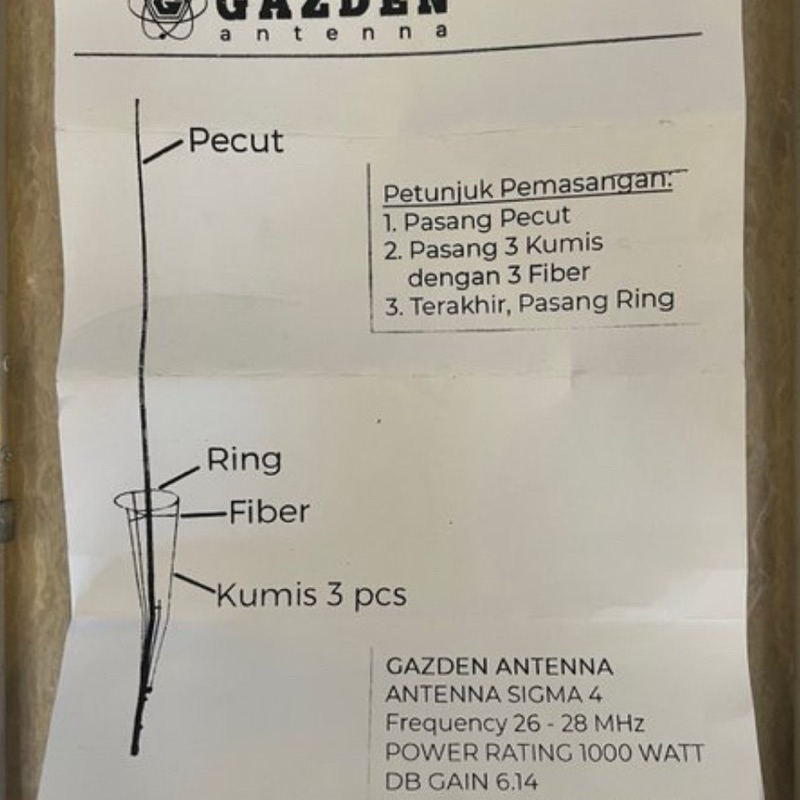 GAZDEN
antenna
Pecut
Petunjuk Pemasangan:
1. Pasang Pecut
2. Pasang 3 Kumis
dengan 3 Fiber
3. Terakhir, Pasang Ring
Ring
Fiber
Kumis 3 pcs
GAZDEN ANTENNA
ANTENNA SIGMA 4
Frequency 26 - 28 MHz
POWER RATING 1000 WATT
DB GAIN 6.14